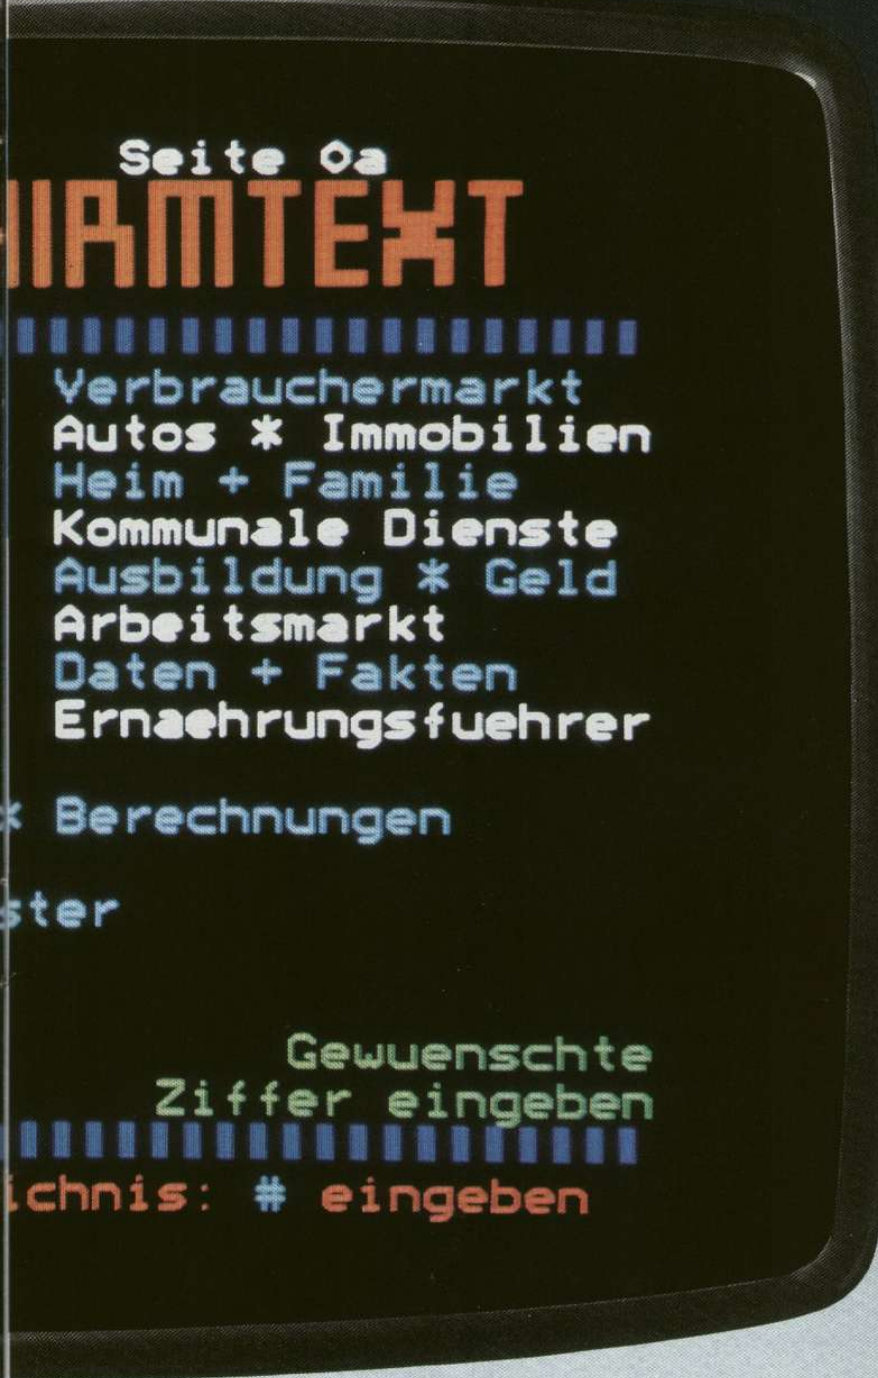 Seite 0a
IRMTEXT
Verbrauchermarkt
Autos * Immobilien
Heim + Familie
Kommunale Dienste
Ausbildung * Geld
Arbeitsmarkt
Daten + Fakten
Ernaehrungsfuehrer
* Berechnungen
ster
Gewuenschte
Ziffer eingeben
ichnis: # eingeben